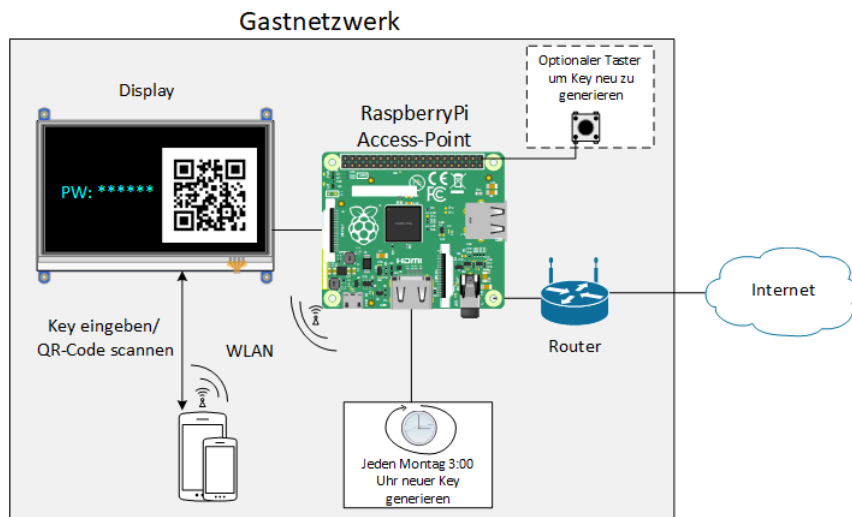 Gastnetzwerk
Optionaler Taster
um Key neu zu
generieren
Display
RaspberryPi
Access-Point
PW: ******
HDMI
Internet
Key eingeben/
QR-Code scannen
WLAN
Router
Jeden Montag 3:00
Uhr neuer Key
generieren